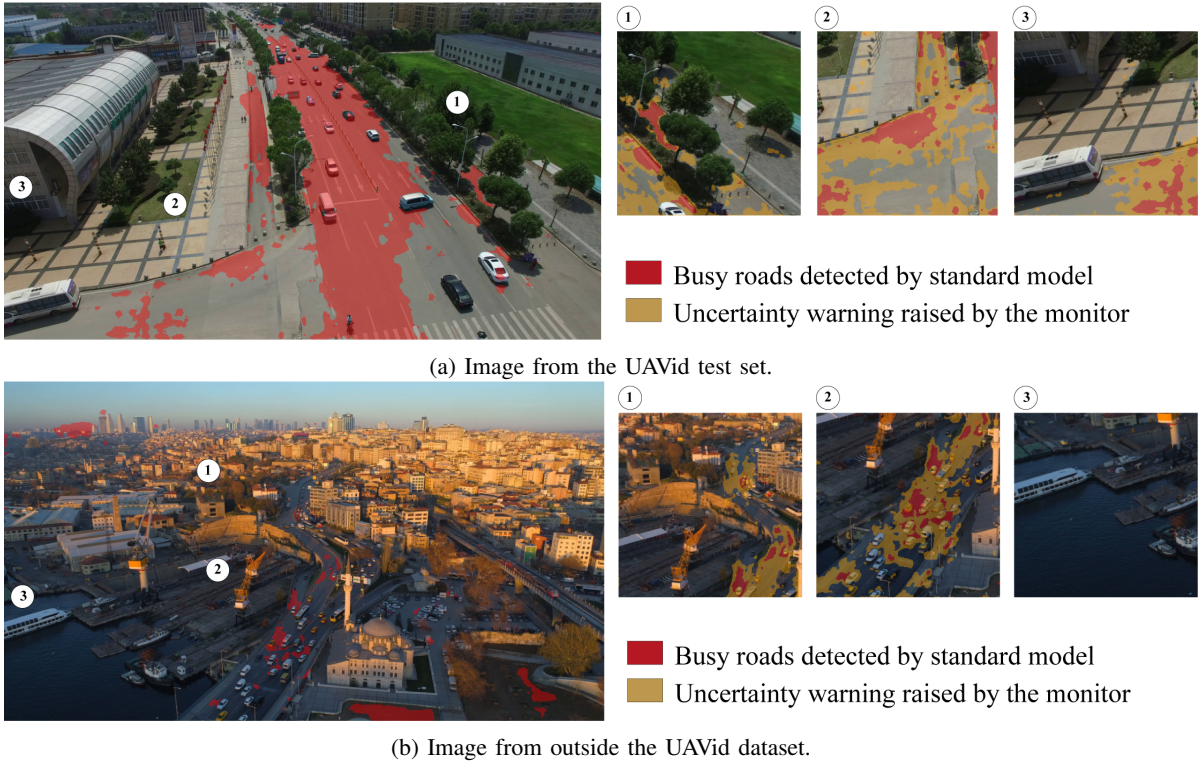 1
2
3
1
2
3
Busy roads detected by standard model
Uncertainty warning raised by the monitor
(a) Image from the UAVid test set.
1
2
3
1
2
3
Busy roads detected by standard model
Uncertainty warning raised by the monitor
(b) Image from outside the UAVid dataset.